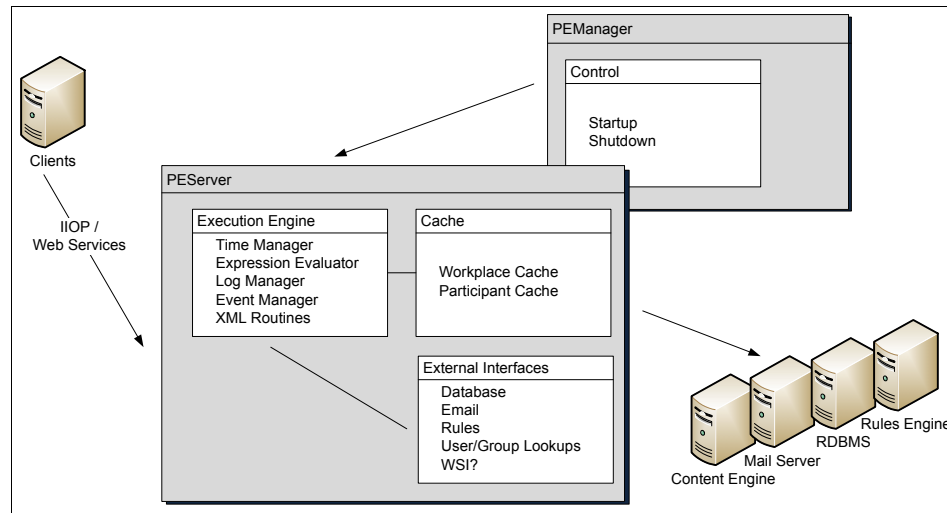 PEManager
Control
Startup
Shutdown
Clients
IIOP /
Web Services
PEServer
Execution Engine
Time Manager
Expression Evaluator
Log Manager
Event Manager
XML Routines
Cache
Workplace Cache
Participant Cache
External Interfaces
Database
Email
Rules
User/Group Lookups
WSI?
Rules Engine
RDBMS
Mail Server
Content Engine